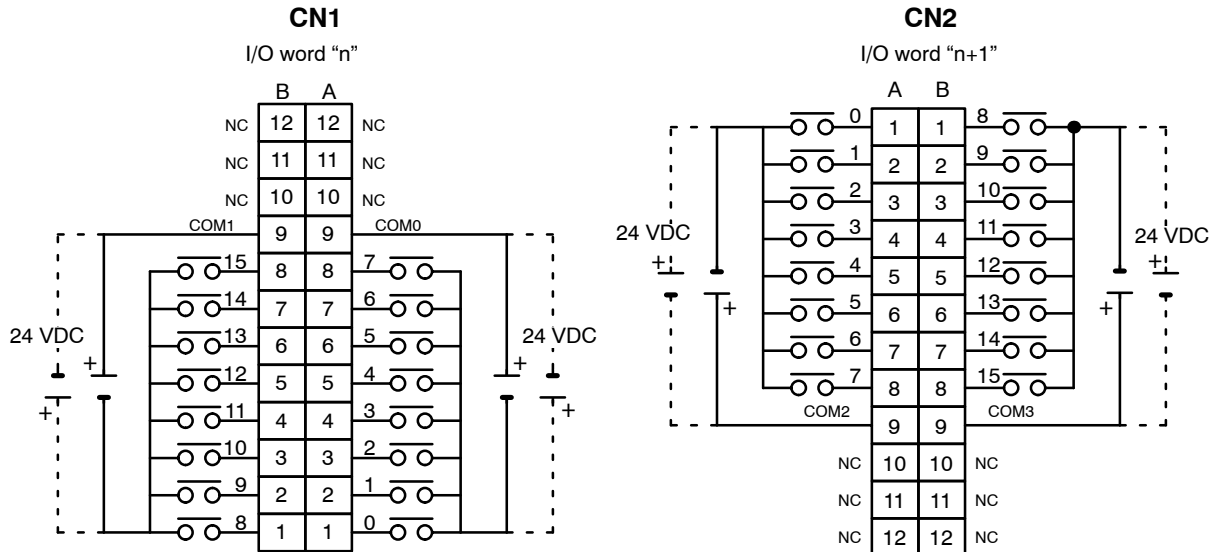 CN1
I/O word “n”
B A
NC 12 12 NC
NC 11 11 NC
NC 10 10 NC
COM1 9 9 COM0
15 8 8 7
14 7 7 6
13 6 6 5
24 VDC + + 24 VDC
12 5 5 4
+ +
11 4 4 3
10 3 3 2
9 2 2 1
8 1 1 0
CN2
I/O word “n+1”
A B
0 1 1 8
1 2 2 9
2 3 3 10
3 4 4 11
24 VDC 24 VDC
+ +
4 5 5 12
+ +
5 6 6 13
6 7 7 14
7 8 8 15
COM2 9 9 COM3
NC 10 10 NC
NC 11 11 NC
NC 12 12 NC